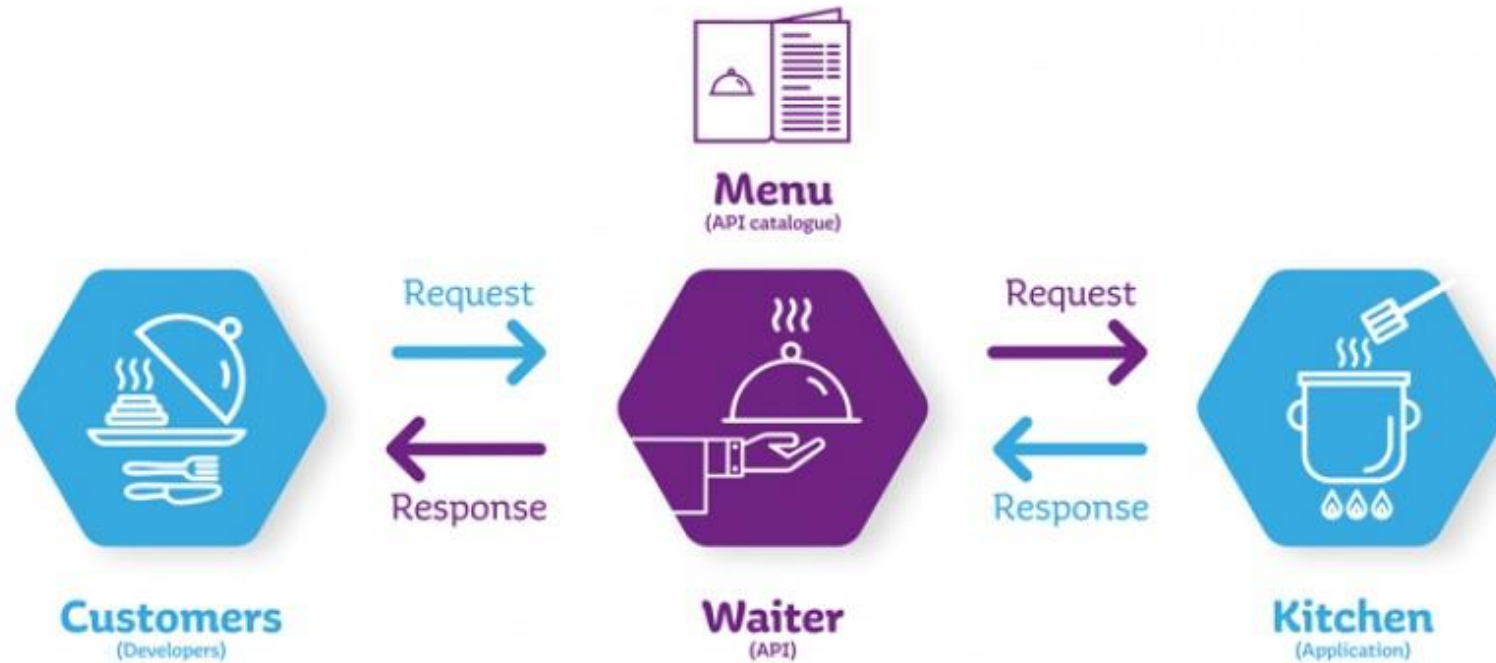 Menu
(API catalogue)
Request
Request
Response
Response
Customers
(Developers)
Waiter
(API)
Kitchen
(Application)